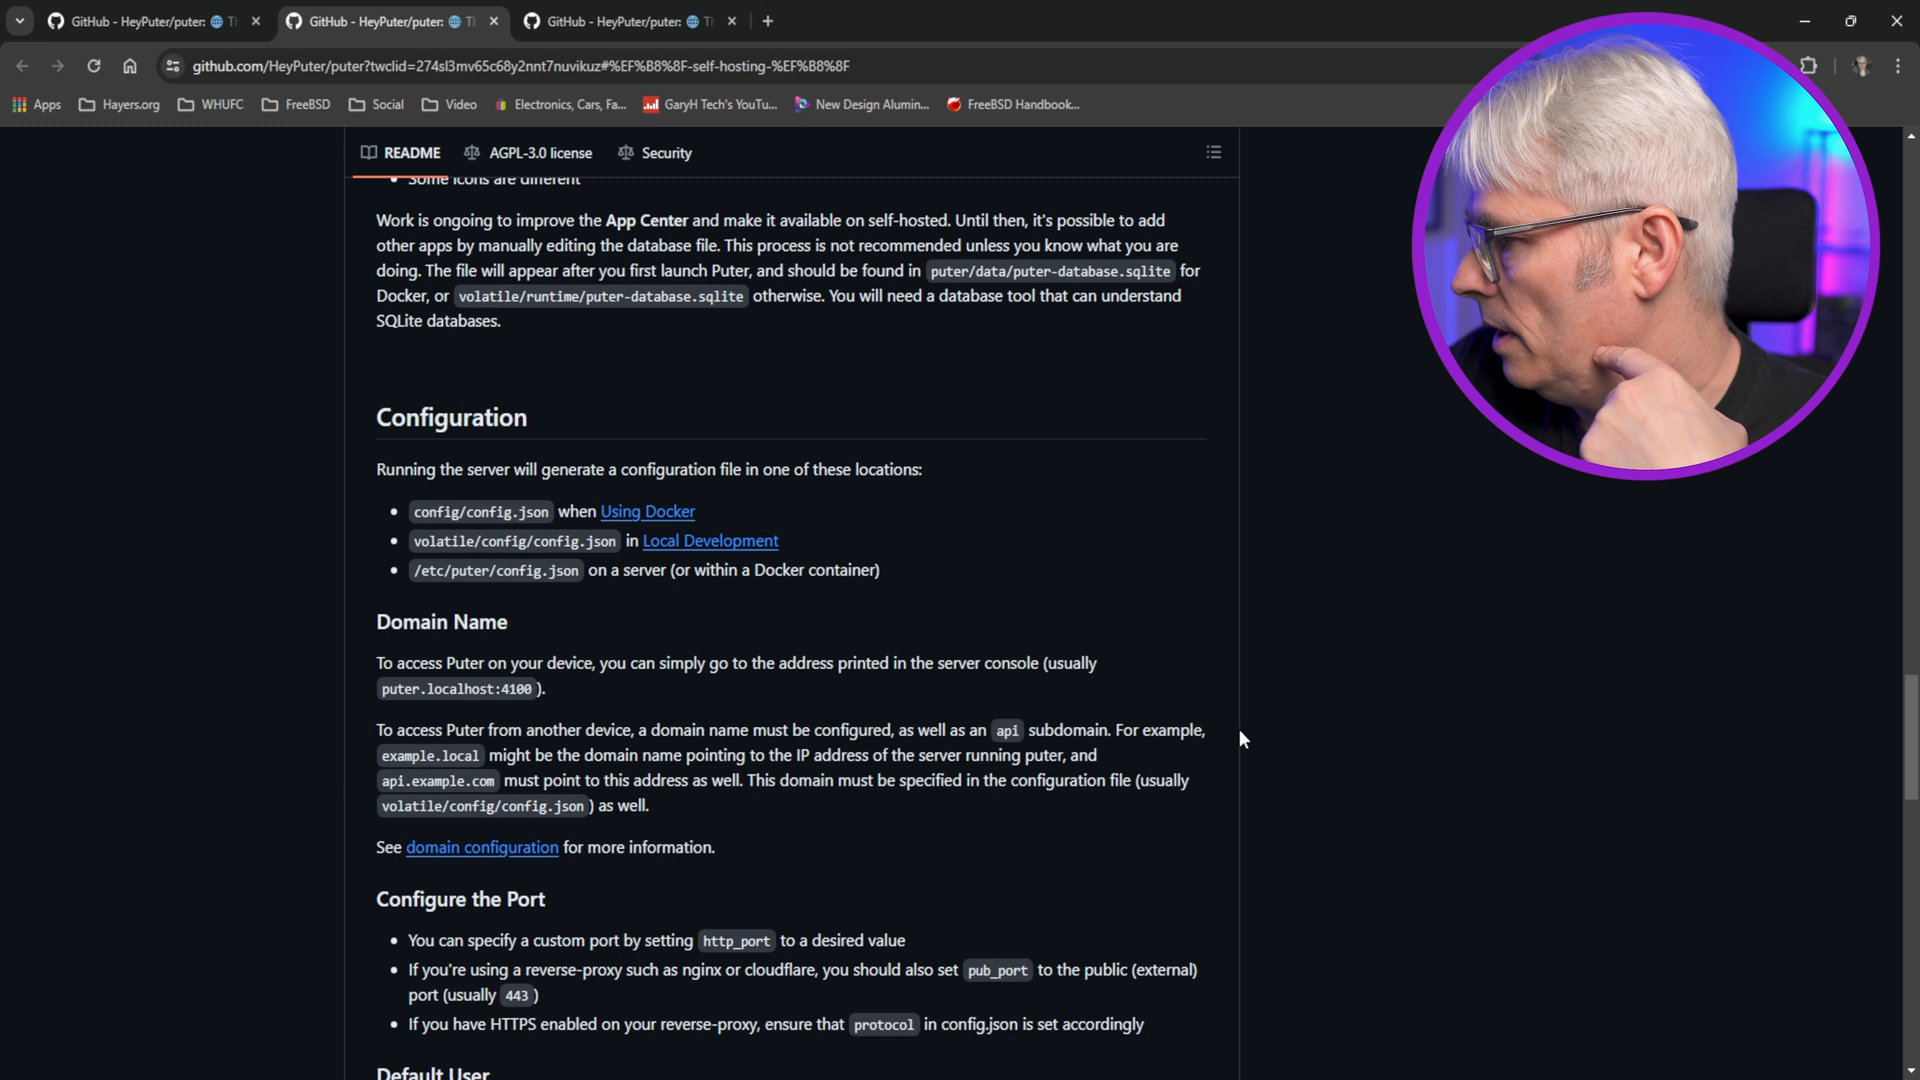 GitHub - HeyPuter/puter: 🌐 T
GitHub - HeyPuter/puter: 🌐 Th
GitHub - HeyPuter/puter: 🌐 T
github.com/HeyPuter/puter?twclid=274sl3mv65c68y2nnt7nuvikuz#%EF%B8%8F-self-hosting-%EF%B8%8F
Apps
Hayers.org
WHUFC
FreeBSD
Social
Video
Electronics, Cars, Fa...
GaryH Tech's YouTu...
New Design Alumin...
FreeBSD Handbook...
README
AGPL-3.0 license
Security
Some icons are different
Work is ongoing to improve the App Center and make it available on self-hosted. Until then, it's possible to add
other apps by manually editing the database file. This process is not recommended unless you know what you are
doing. The file will appear after you first launch Puter, and should be found in puter/data/puter-database.sqlite for
Docker, or volatile/runtime/puter-database.sqlite otherwise. You will need a database tool that can understand
SQLite databases.
Configuration
Running the server will generate a configuration file in one of these locations:
• config/config.json when Using Docker
• volatile/config/config.json in Local Development
• /etc/puter/config.json on a server (or within a Docker container)
Domain Name
To access Puter on your device, you can simply go to the address printed in the server console (usually
puter.localhost:4100 ).
To access Puter from another device, a domain name must be configured, as well as an api subdomain. For example,
example.local might be the domain name pointing to the IP address of the server running puter, and
api.example.com must point to this address as well. This domain must be specified in the configuration file (usually
volatile/config/config.json ) as well.
See domain configuration for more information.
Configure the Port
• You can specify a custom port by setting http_port to a desired value
• If you're using a reverse-proxy such as nginx or cloudflare, you should also set pub_port to the public (external)
port (usually 443 )
• If you have HTTPS enabled on your reverse-proxy, ensure that protocol in config.json is set accordingly
Default User